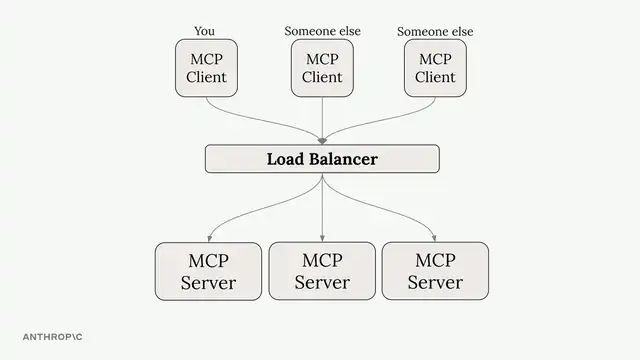 You
Someone else
Someone else
MCP
Client
MCP
Client
MCP
Client
Load Balancer
MCP
Server
MCP
Server
MCP
Server
ANTHROP\C